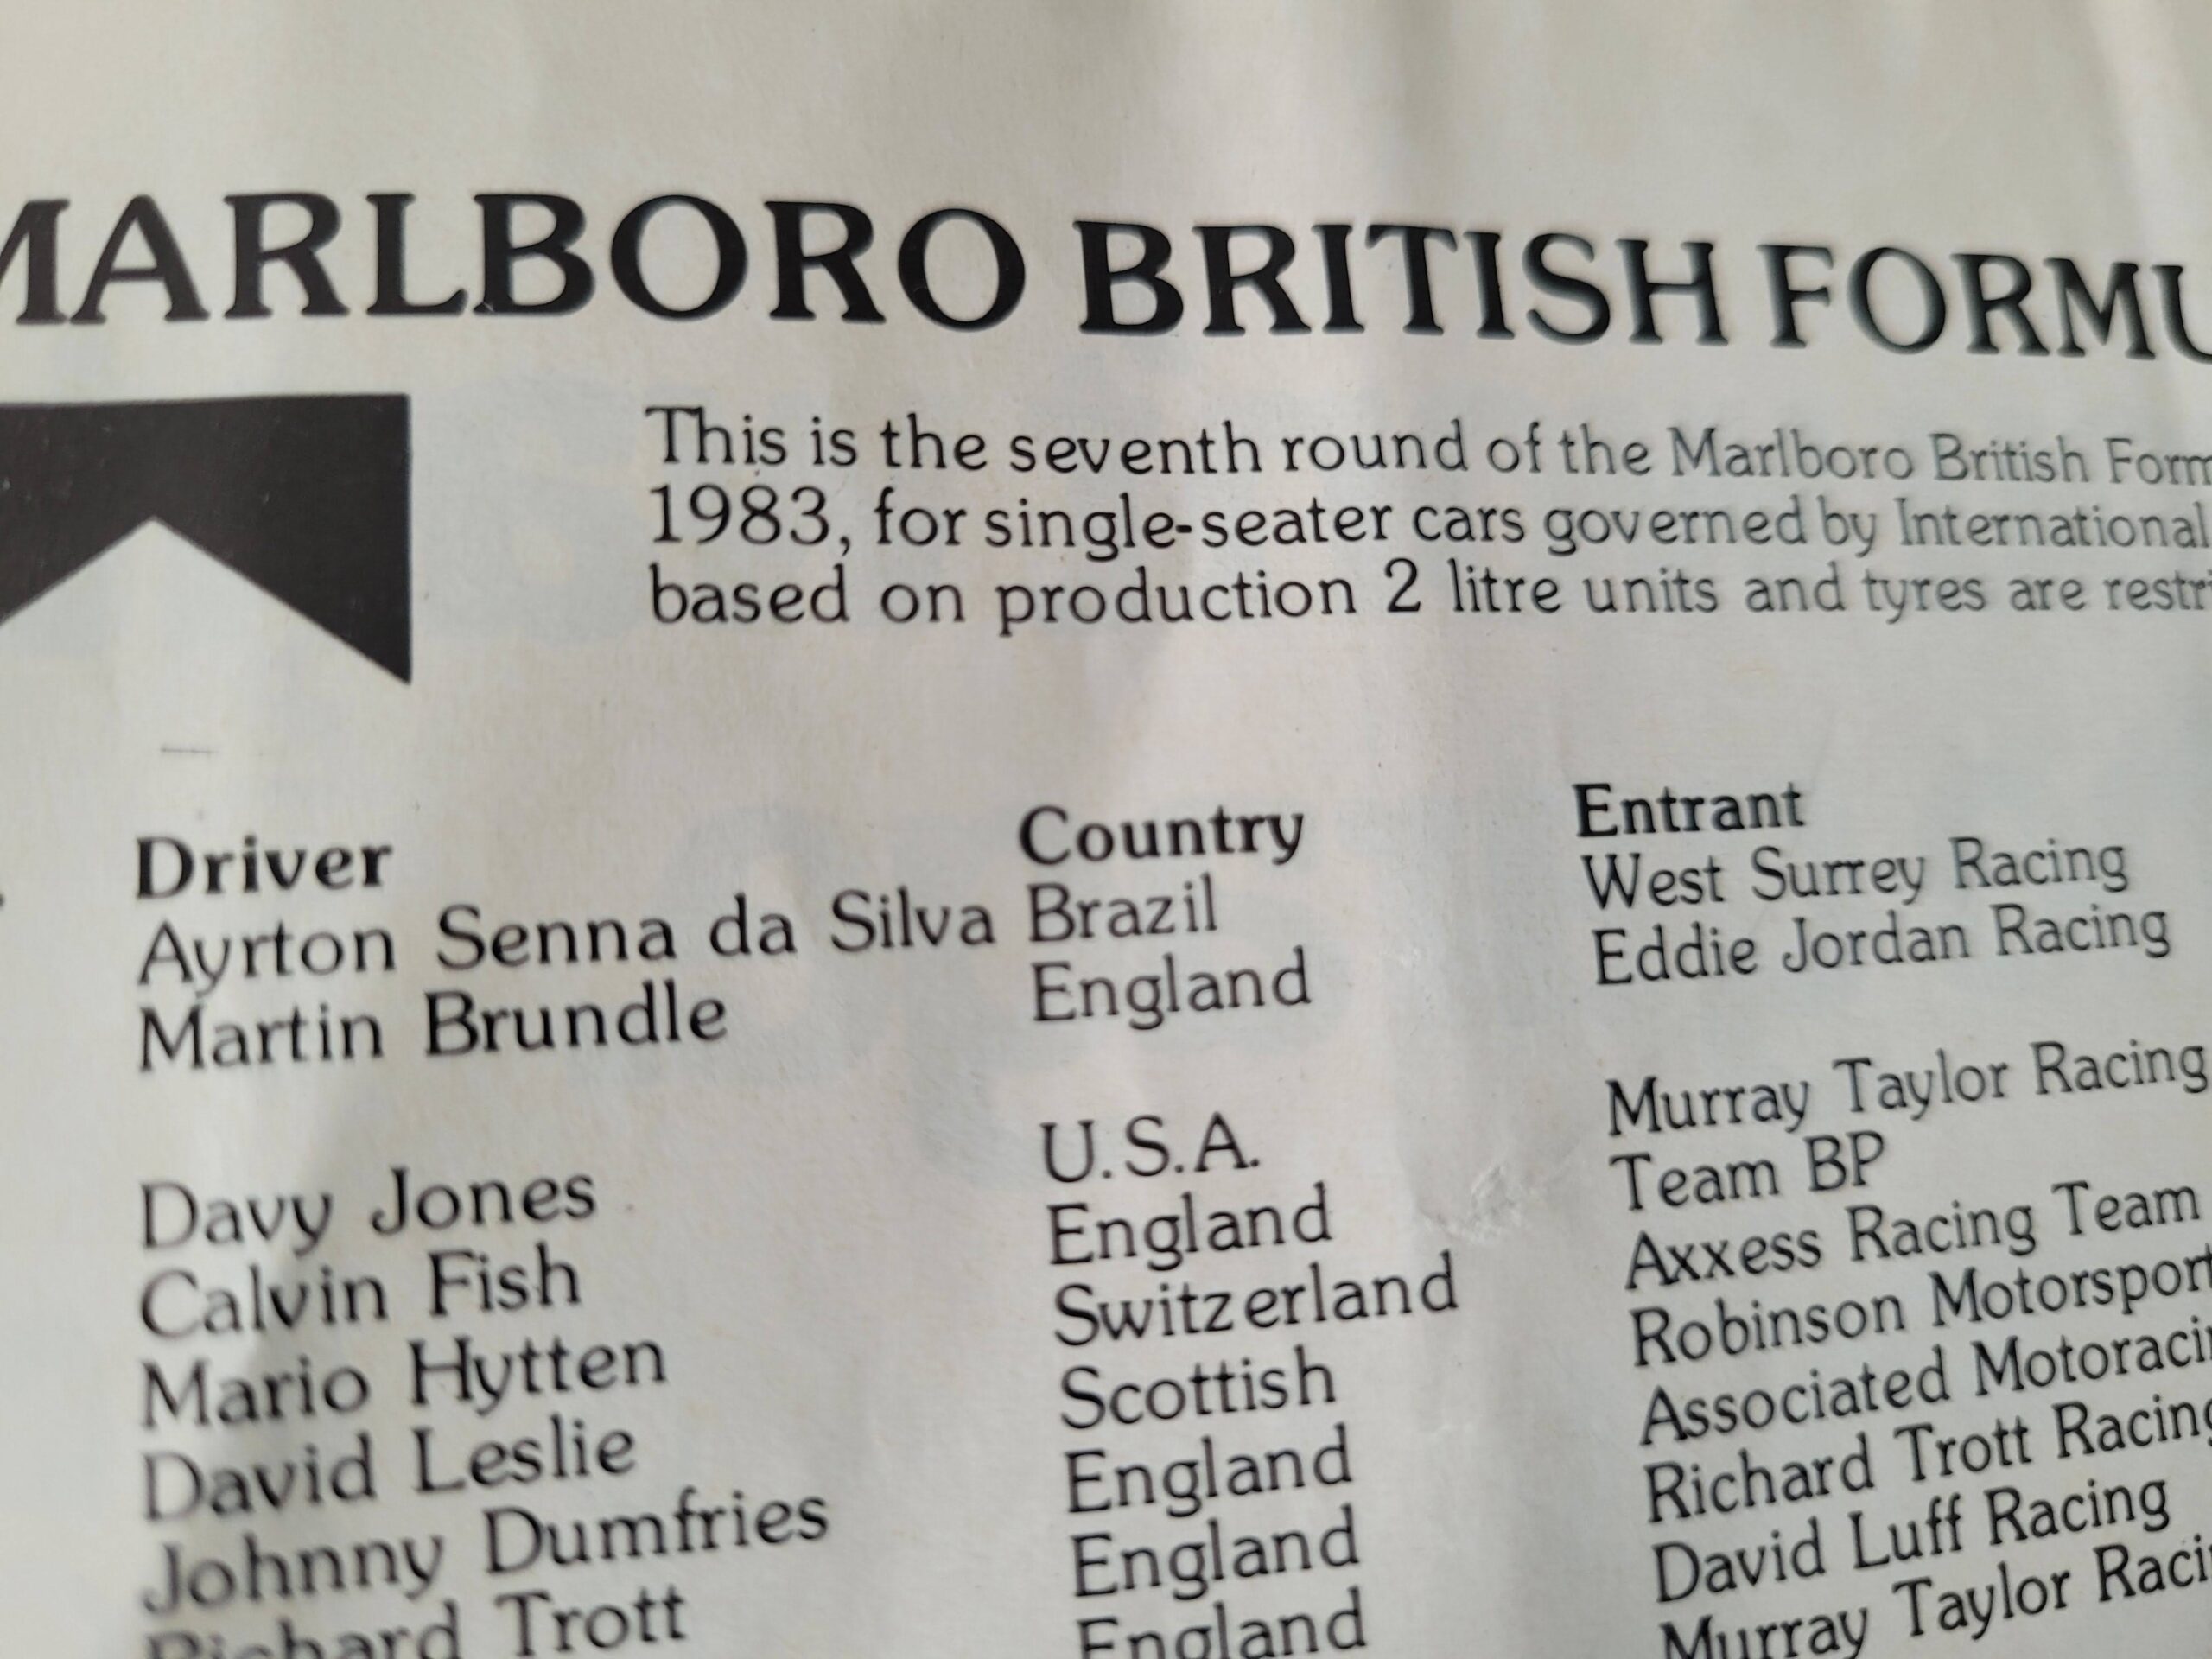 MARLBORO BRITISH FORMU
This is the seventh round of the Marlboro British Form
1983, for single-seater cars governed by International
based on production 2 litre units and tyres are restri
Driver Country Entrant
Ayrton Senna da Silva Brazil West Surrey Racing
Martin Brundle England Eddie Jordan Racing
Davy Jones U.S.A. Murray Taylor Racing
Calvin Fish England Team BP
Mario Hytten Switzerland Axxess Racing Team
David Leslie Scottish Robinson Motorsport
Johnny Dumfries England Associated Motoraci
Richard Trott England Richard Trott Racing
England David Luff Racing
Murray Taylor Raci